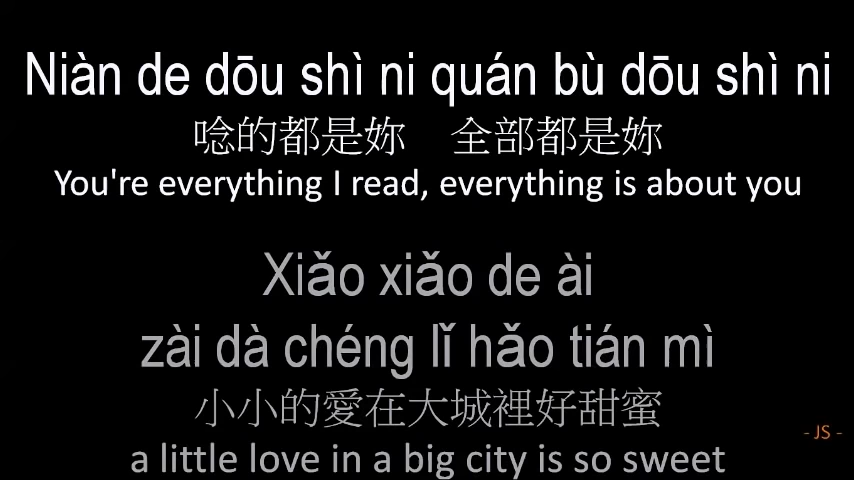 Niàn de dōu shì ni quán bù dōu shì ni
唸的都是妳　全部都是妳
You're everything I read, everything is about you
Xiǎo xiǎo de ài
zài dà chéng lǐ hǎo tián mì
小小的愛在大城裡好甜蜜
- JS -
a little love in a big city is so sweet